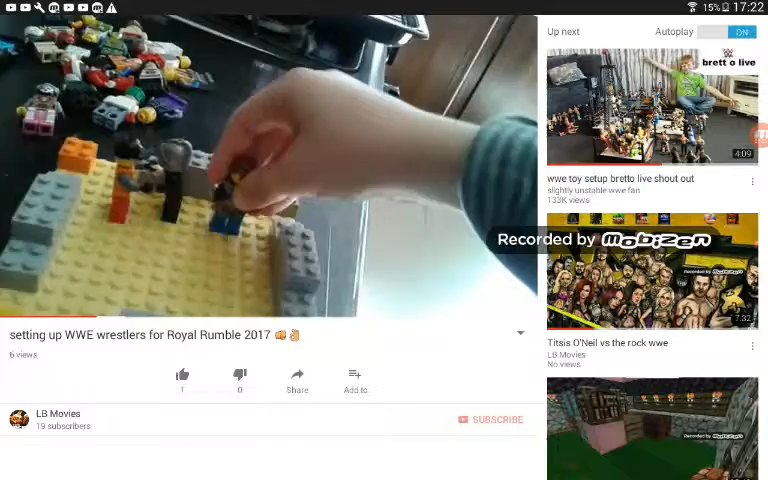 15% 17:22
Up next Autoplay ON
brett o live
4:09
wwe toy setup bretto live shout out
slightly unstable wwe fan
133K views
Recorded by Mobizen
7:32
Titsis O'Neil vs the rock wwe
LB Movies
No views
setting up WWE wrestlers for Royal Rumble 2017 👊✌
6 views
1 0 Share Add to
LB Movies
19 subscribers
SUBSCRIBE